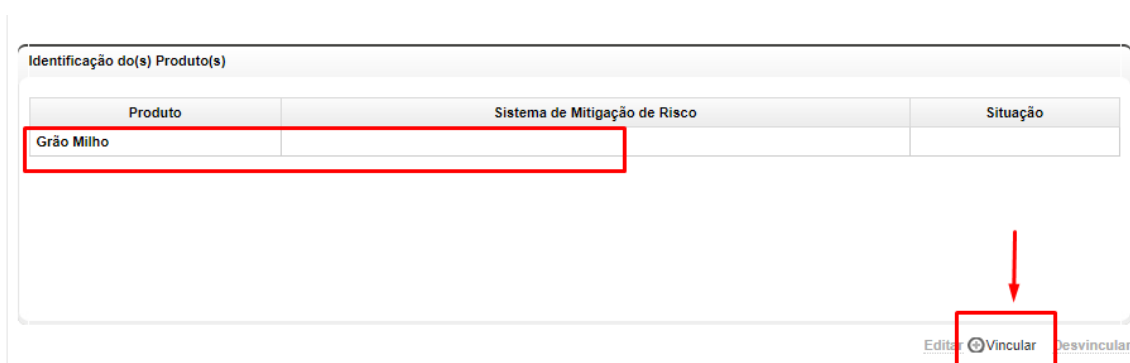 Identificação do(s) Produto(s)
Produto Sistema de Mitigação de Risco Situação
Grão Milho
Editar Vincular Desvincular